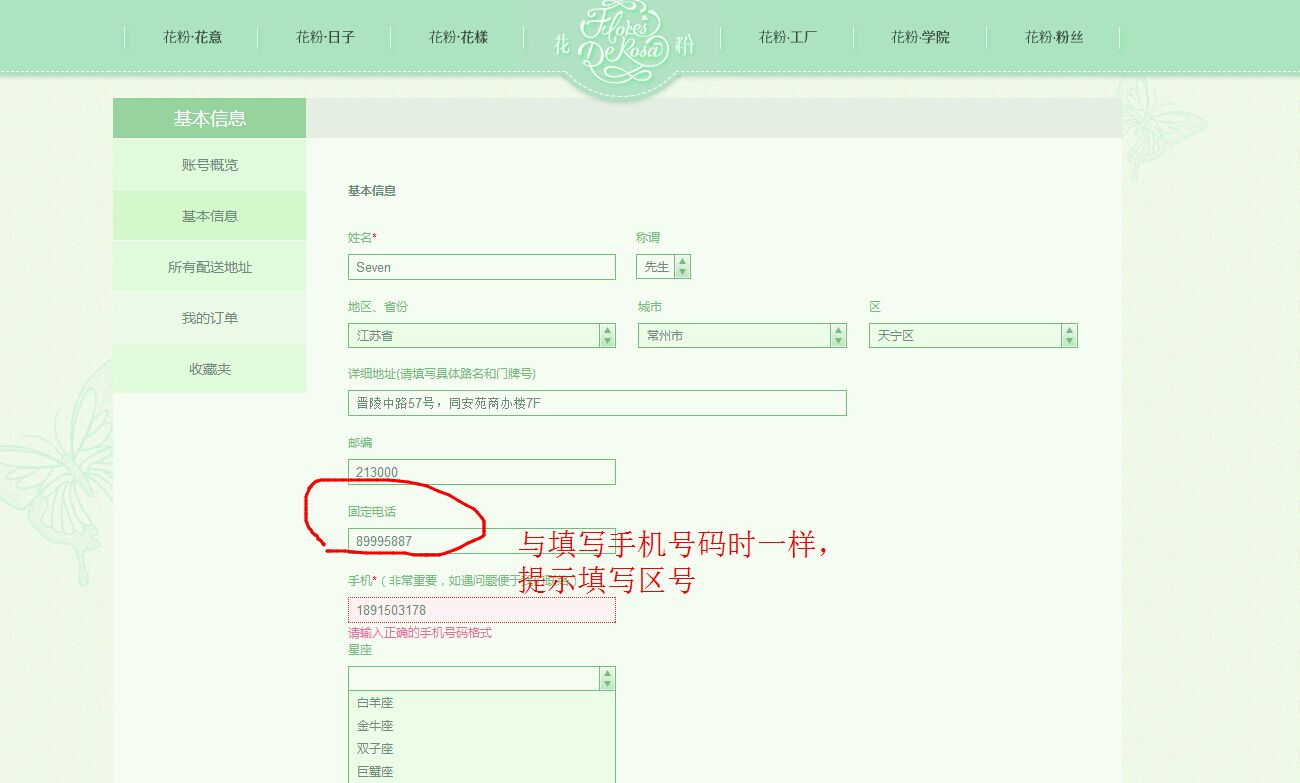 花粉·花意
花粉·日子
花粉·花樣
花 Flores De Rosa 粉
花粉·工厂
花粉·学院
花粉·粉丝
基本信息
账号概览
基本信息
所有配送地址
我的订单
收藏夹
基本信息
姓名* 称谓
Seven 先生
地区、省份 城市 区
江苏省 常州市 天宁区
详细地址(请填写具体路名和门牌号)
晋陵中路57号，同安苑商办楼7F
邮编
213000
固定电话
89995887
与填写手机号码时一样，
提示填写区号
手机*（非常重要，如遇问题便于
1891503178
请输入正确的手机号码格式
星座
白羊座
金牛座
双子座
巨蟹座